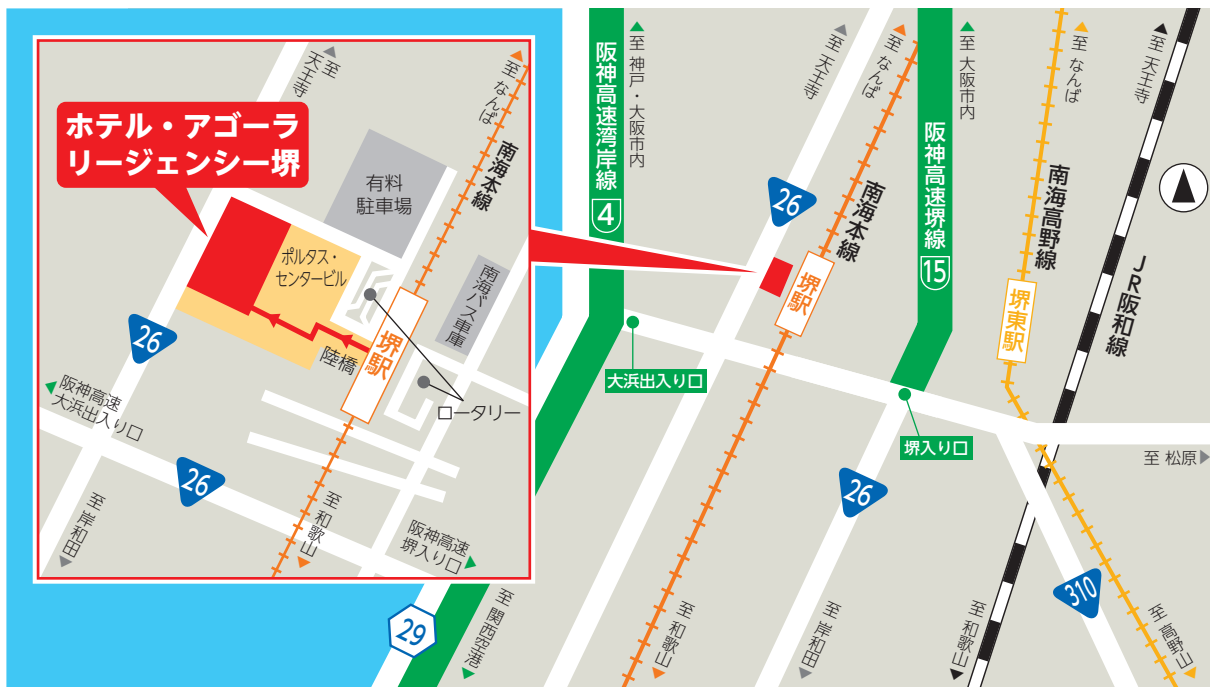 ホテル・アゴーラ
リージェンシー堺
至 天王寺
至 なんば
南海本線
有料
駐車場
ポルタス・
センタービル
南海バス車庫
堺駅
陸橋
ロータリー
26
阪神高速
大浜出入り口
26
至 岸和田
至 和歌山
阪神高速
堺入り口
阪神高速湾岸線
4
至 神戸・大阪市内
至 天王寺
至 なんば
26
南海本線
堺駅
阪神高速堺線
15
至 大阪市内
至 なんば
南海高野線
堺東駅
至 天王寺
JR阪和線
大浜出入り口
堺入り口
至 松原
26
310
29
至 関西空港
至 和歌山
至 岸和田
至 和歌山
至 高野山